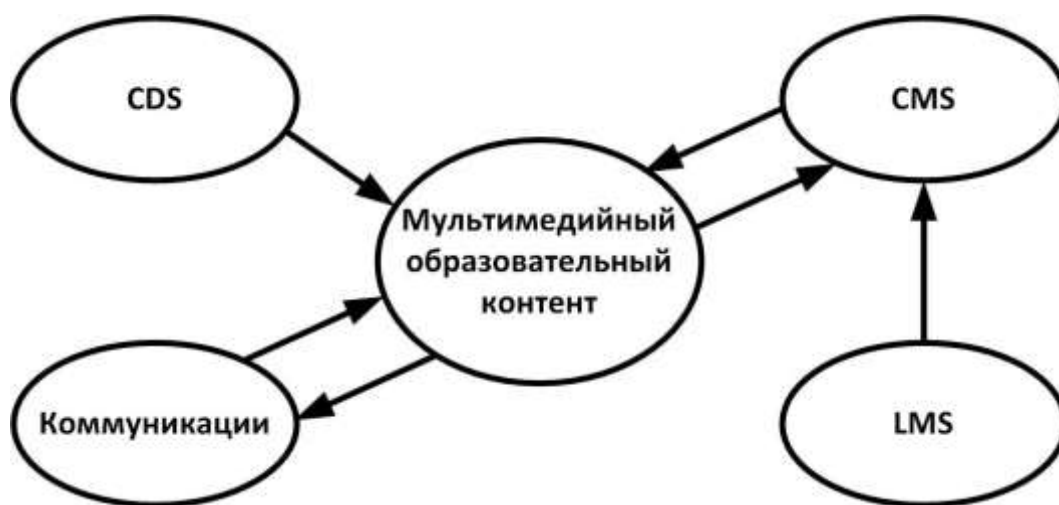 CDS
CMS
Мультимедийный
образовательный
контент
Коммуникации
LMS